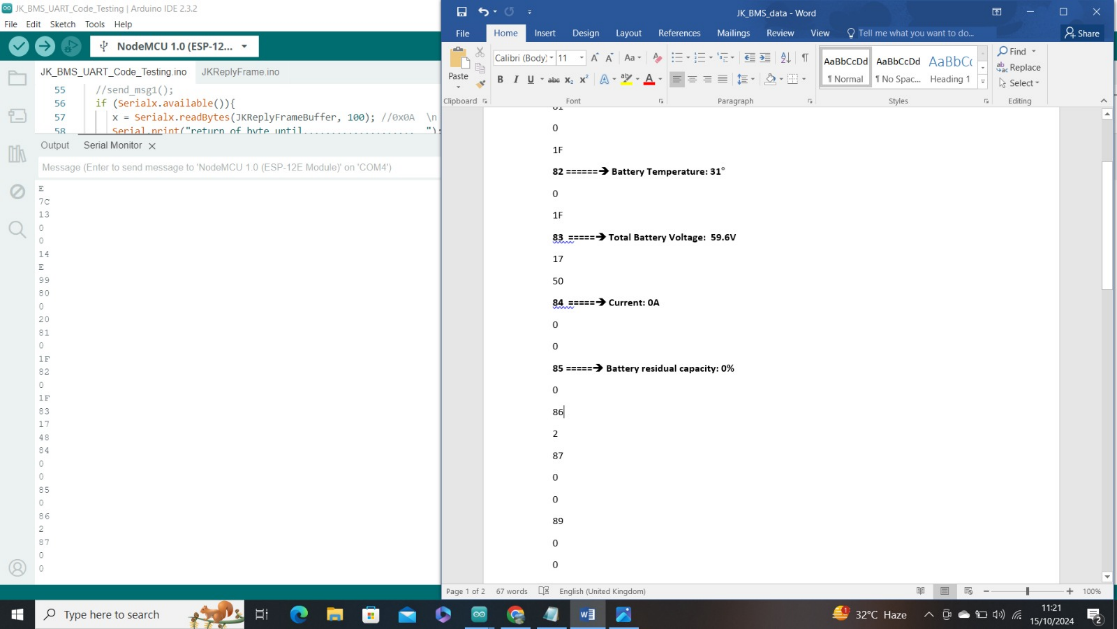 JK_BMS_UART_Code_Testing | Arduino IDE 2.3.2
File Edit Sketch Tools Help
NodeMCU 1.0 (ESP-12E...
JK_BMS_UART_Code_Testing.ino JKReplyFrame.ino
55 //send_msg1();
56 if (Serialx.available()){
57 x = Serialx.readBytes(JKReplyFrameBuffer, 100); //0x0A \n
58 Serial.print("return of byte until.................... ");
Output Serial Monitor
Message (Enter to send message to 'NodeMCU 1.0 (ESP-12E Module)' on 'COM4')
E
7C
13
0
0
14
E
99
80
0
20
81
0
1F
82
0
1F
83
17
48
84
0
0
85
0
86
2
87
0
0
JK_BMS_data - Word
File Home Insert Design Layout References Mailings Review View Tell me what you want to do...
Share
Paste
Calibri (Body) 11
B I U abc x₂ x²
Aa
A
AaBbCcDd AaBbCcDd AaBbCc
¶ Normal ¶ No Spac... Heading 1
Find
Replace
Select
Clipboard Font Paragraph Styles Editing
0
1F
82 ======➔ Battery Temperature: 31°
0
1F
83 =====➔ Total Battery Voltage: 59.6V
17
50
84 =====➔ Current: 0A
0
0
85 =====➔ Battery residual capacity: 0%
0
86
2
87
0
0
89
0
0
Page 1 of 2 67 words English (United Kingdom)
100%
Type here to search
32°C Haze
11:21
15/10/2024
2